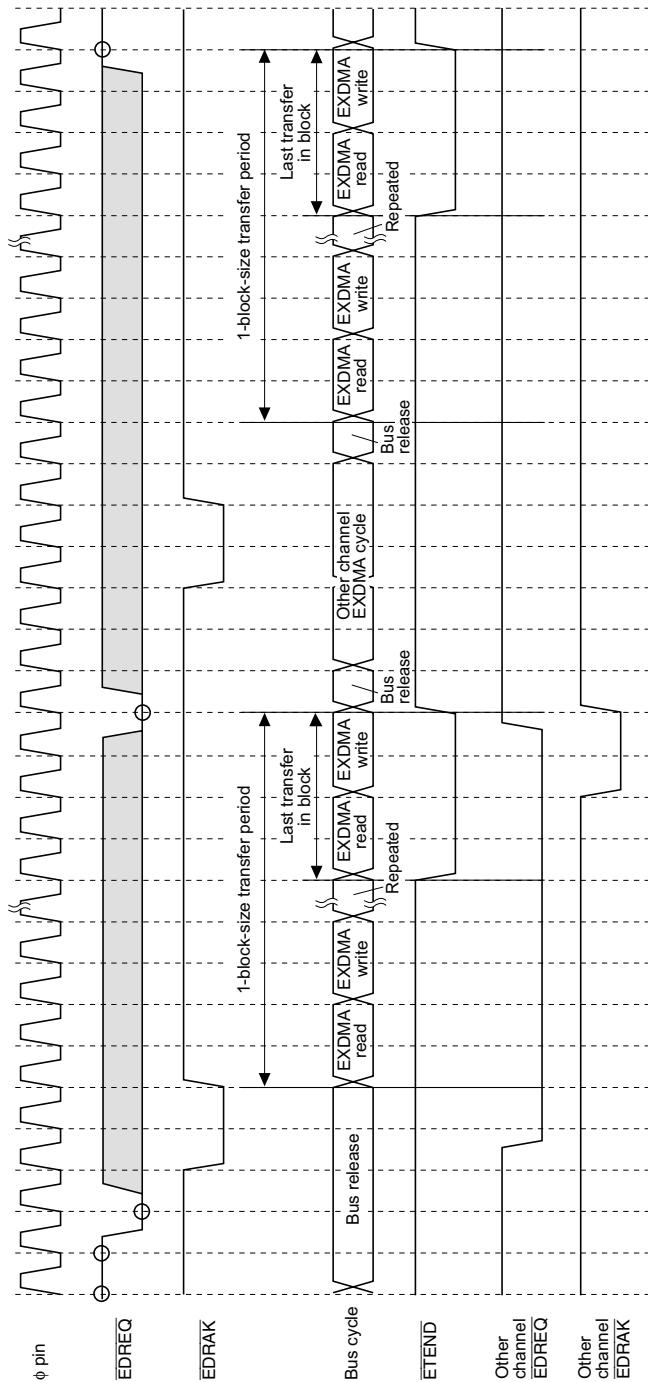 φ pin
EDREQ
EDRAK
1-block-size transfer period
1-block-size transfer period
Last transfer
in block
Last transfer
in block
Bus cycle
Bus release
EXDMA
read
EXDMA
write
Repeated
EXDMA
read
EXDMA
write
Bus
release
Other channel
EXDMA cycle
Bus
release
EXDMA
read
EXDMA
write
Repeated
EXDMA
read
EXDMA
write
ETEND
Other
channel
EDREQ
Other
channel
EDRAK